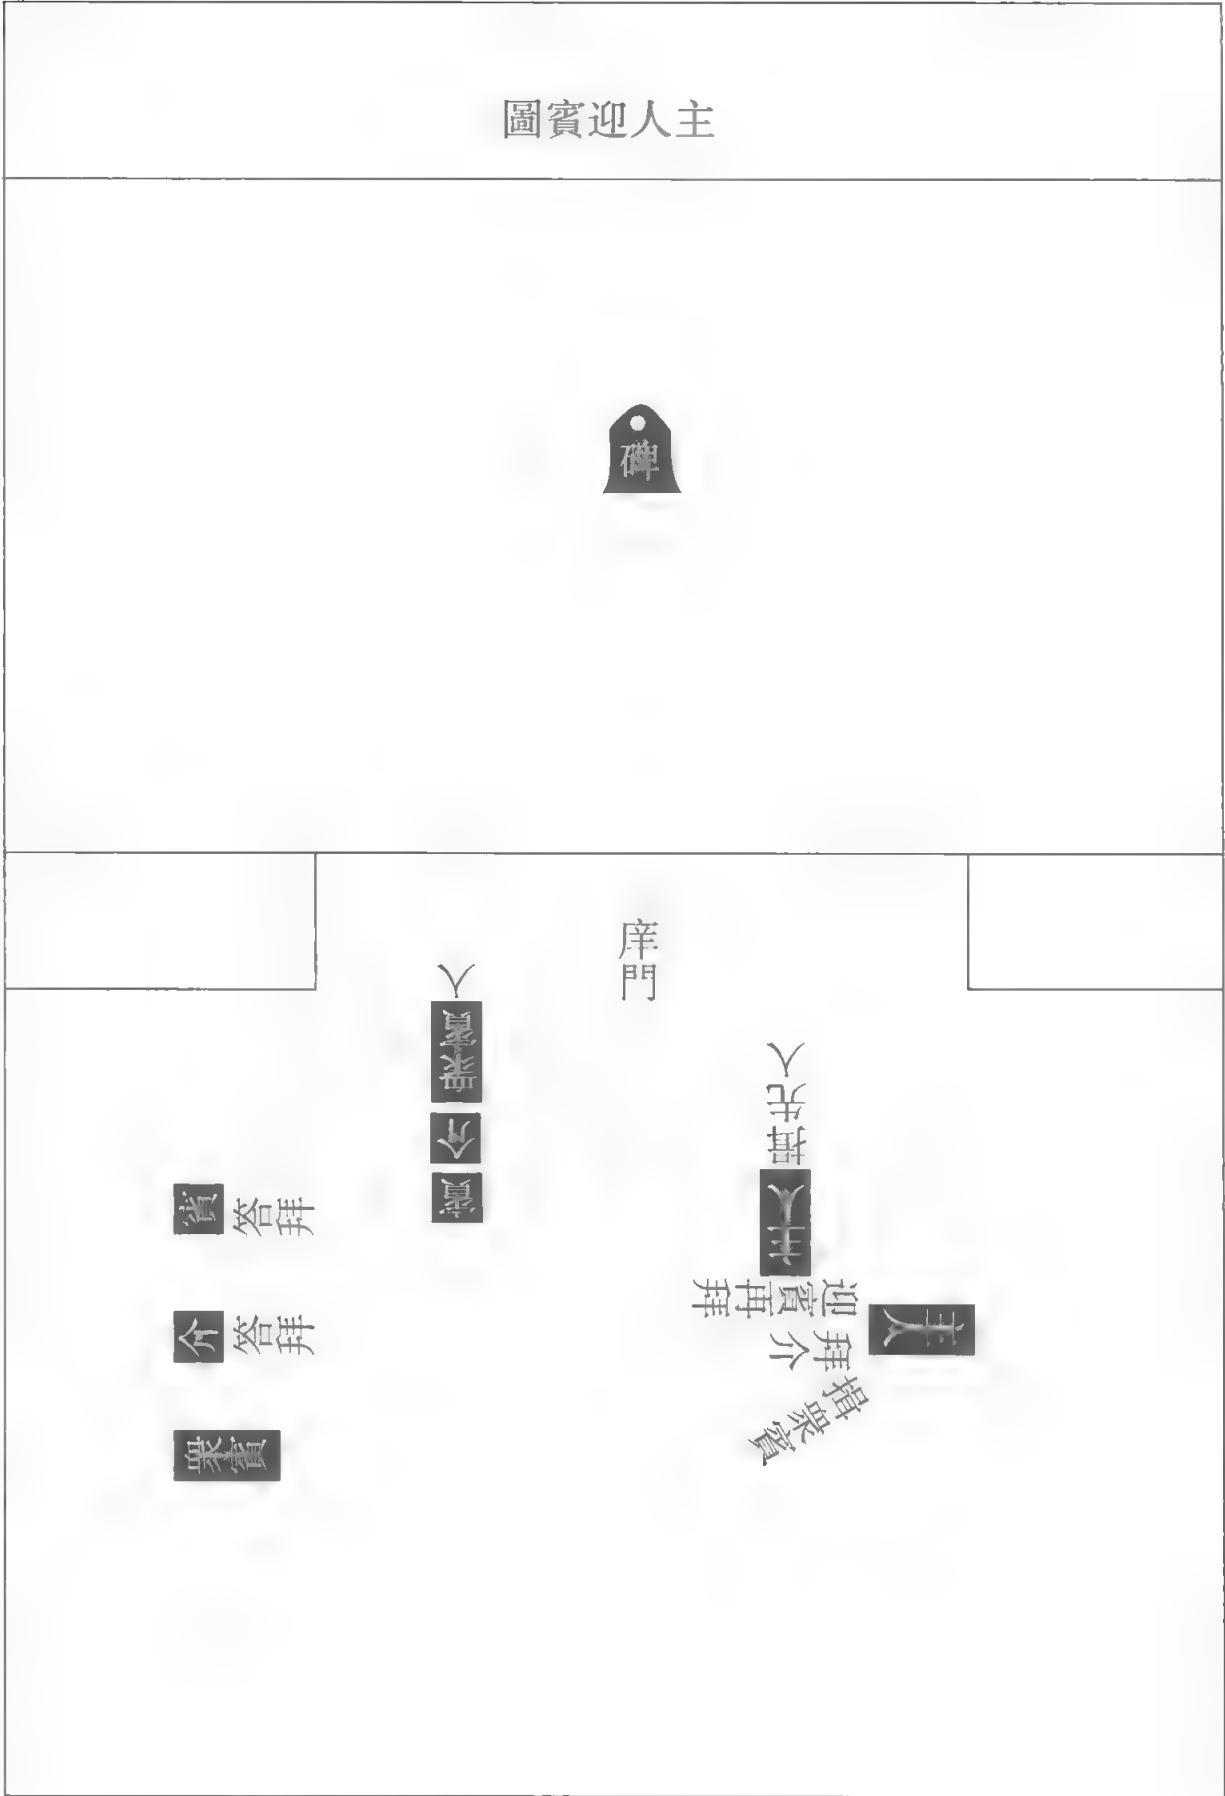 主人迎賓圖
碑
庠門
主人揖先入
主人
迎賓再拜
拜介
揖衆賓
賓介衆賓入
賓答拜
介答拜
衆賓